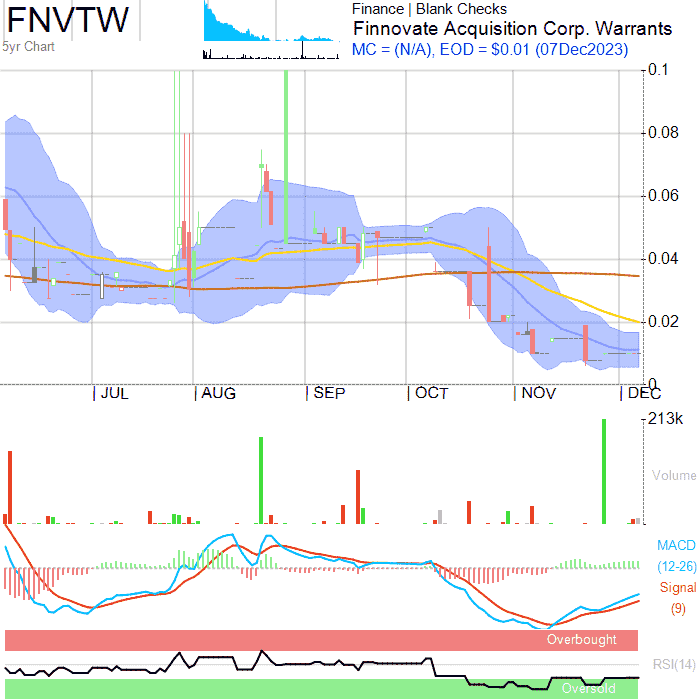 FNVTW
5yr Chart
Finance | Blank Checks
Finnovate Acquisition Corp. Warrants
MC = (N/A), EOD = $0.01 (07Dec2023)
0.1
0.08
0.06
0.04
0.02
0
JUL AUG SEP OCT NOV DEC
213k
Volume
MACD
(12-26)
Signal
(9)
Overbought
RSI(14)
Oversold